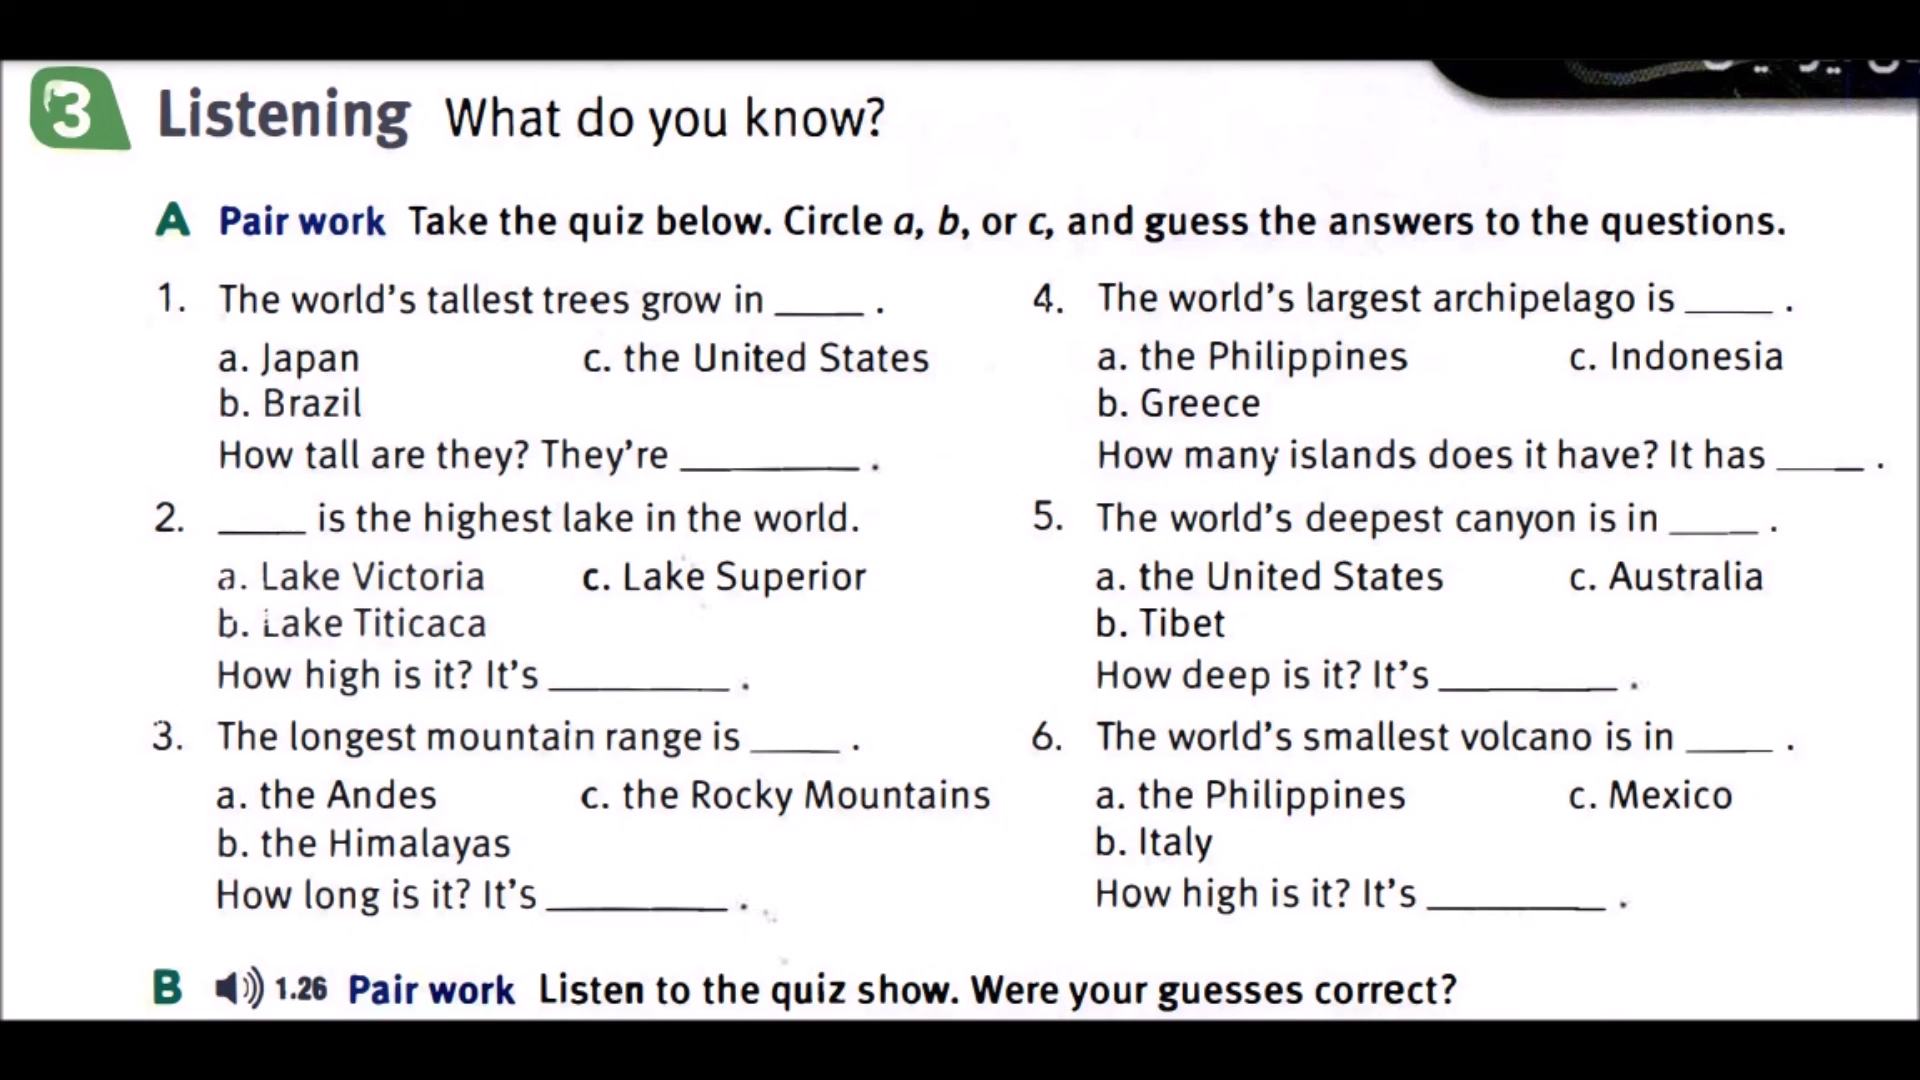 3 Listening What do you know?
A Pair work Take the quiz below. Circle a, b, or c, and guess the answers to the questions.
1. The world's tallest trees grow in ____ .
a. Japan c. the United States
b. Brazil
How tall are they? They're ________ .
2. ____ is the highest lake in the world.
a. Lake Victoria c. Lake Superior
b. Lake Titicaca
How high is it? It's ________ .
3. The longest mountain range is ____ .
a. the Andes c. the Rocky Mountains
b. the Himalayas
How long is it? It's ________ .
4. The world's largest archipelago is ____ .
a. the Philippines c. Indonesia
b. Greece
How many islands does it have? It has ____ .
5. The world's deepest canyon is in ____ .
a. the United States c. Australia
b. Tibet
How deep is it? It's ________ .
6. The world's smallest volcano is in ____ .
a. the Philippines c. Mexico
b. Italy
How high is it? It's ________ .
B 1.26 Pair work Listen to the quiz show. Were your guesses correct?